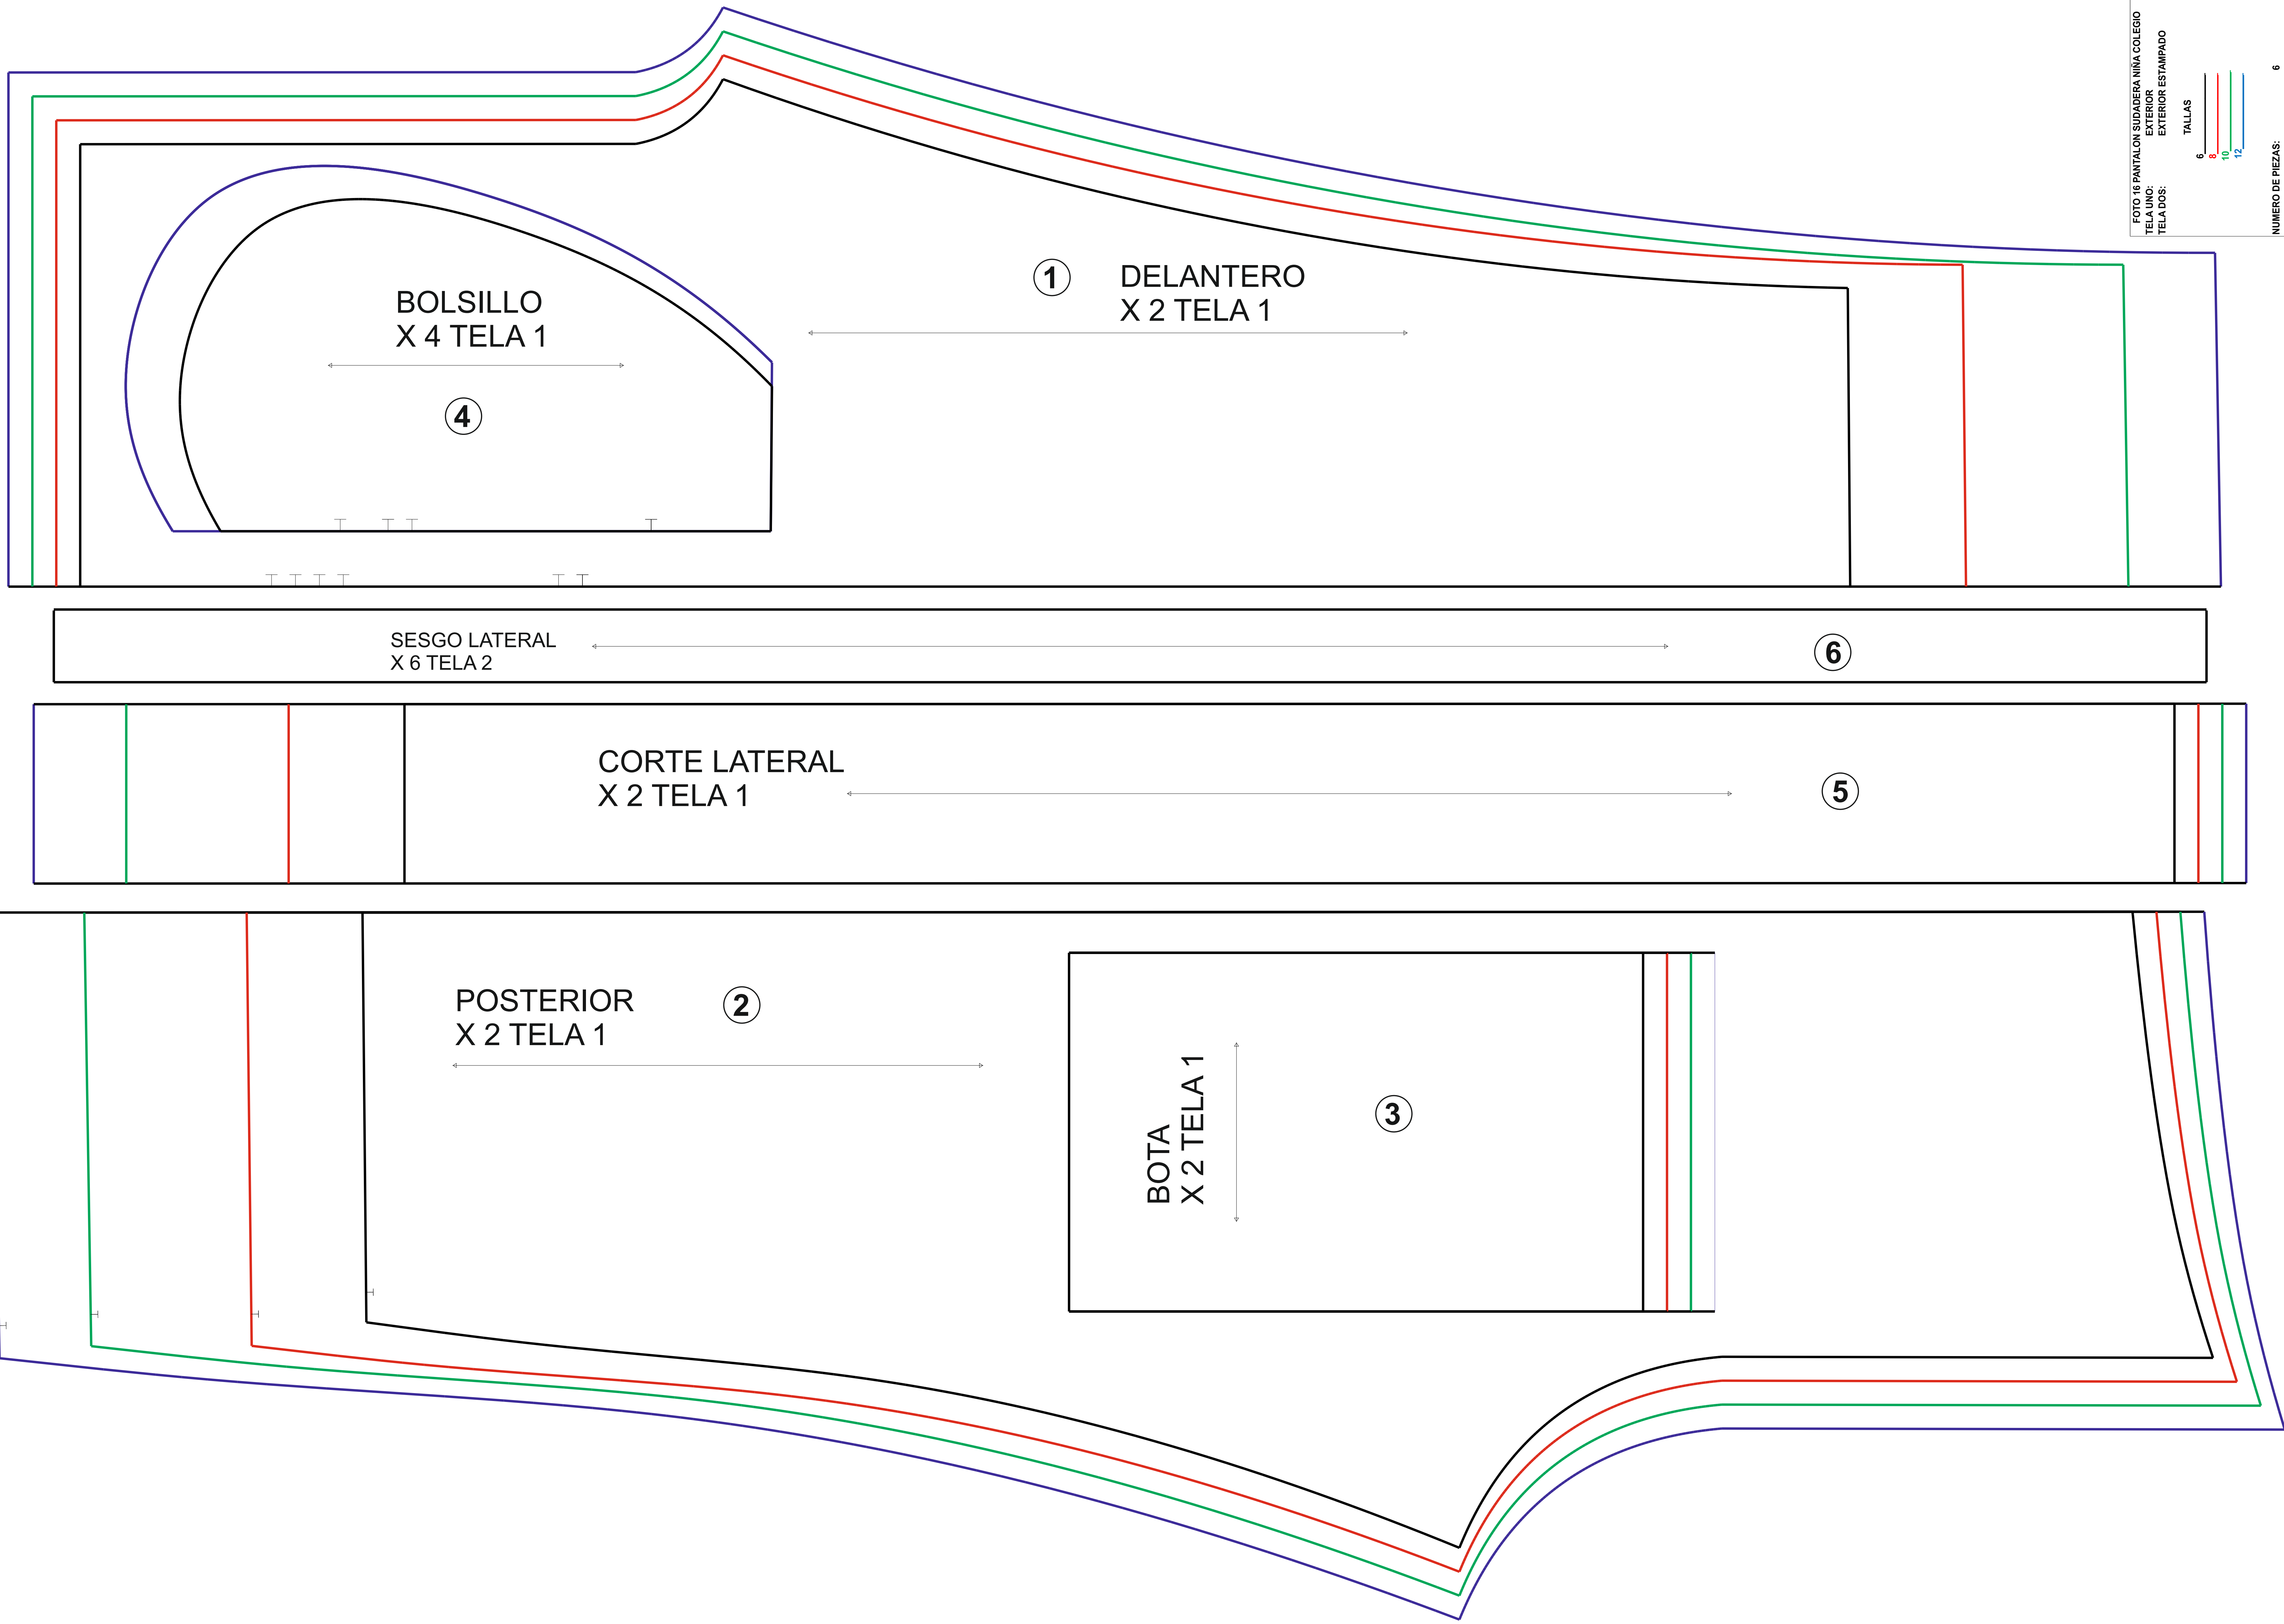 FOTO 16 PANTALON SUDADERA NIÑA COLEGIO
TELA UNO: EXTERIOR
TELA DOS: EXTERIOR ESTAMPADO
TALLAS
6
8
10
12
NUMERO DE PIEZAS: 6
1
DELANTERO
X 2 TELA 1
BOLSILLO
X 4 TELA 1
4
SESGO LATERAL
X 6 TELA 2
6
CORTE LATERAL
X 2 TELA 1
5
POSTERIOR
X 2 TELA 1
2
BOTA
X 2 TELA 1
3